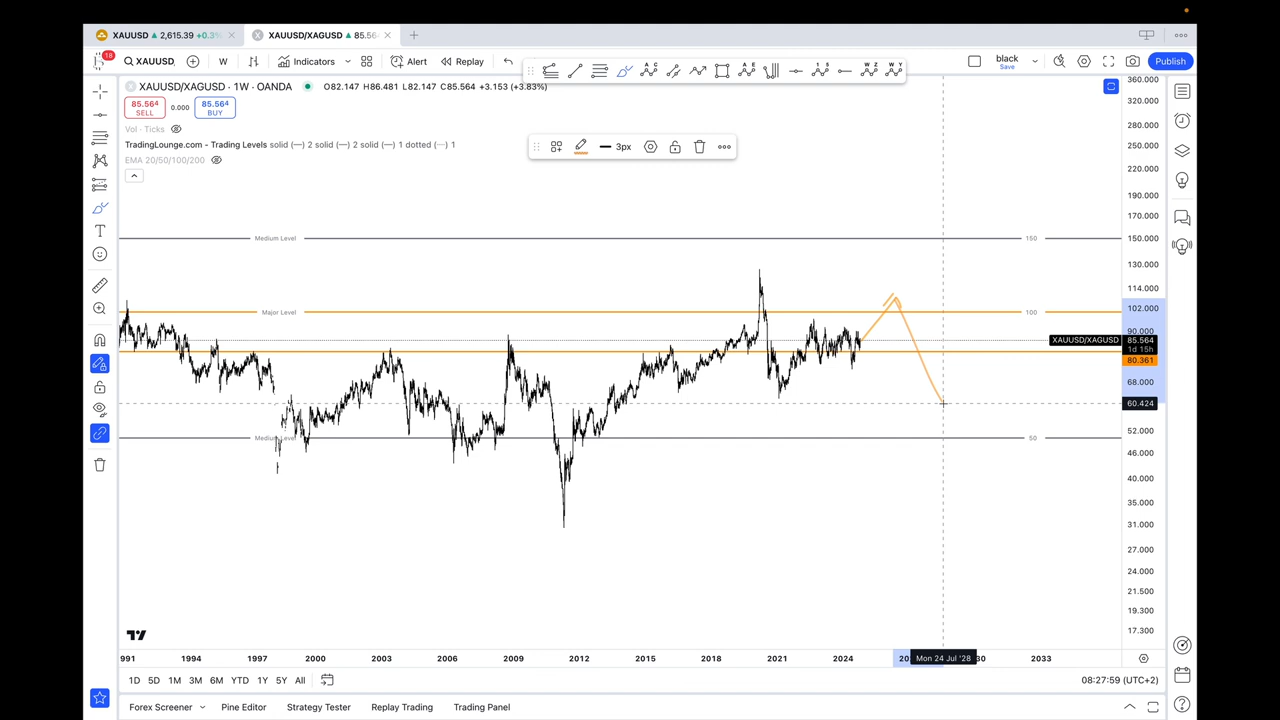 XAUUSD ▲ 2,615.39 +0.3%
XAUUSD/XAGUSD ▲ 85.56
18
XAUUSD
W
Indicators
Alert
Replay
black
Save
Publish
XAUUSD/XAGUSD · 1W · OANDA
O82.147 H86.481 L82.147 C85.564 +3.153 (+3.83%)
85.564
SELL
0.000
85.564
BUY
Vol · Ticks
TradingLounge.com - Trading Levels solid (—) 2 solid (—) 2 solid (—) 1 dotted (···) 1
EMA 20/50/100/200
3px
Medium Level
150
Major Level
100
Medium Level
50
360.000
320.000
280.000
250.000
220.000
190.000
170.000
150.000
130.000
114.000
102.000
90.000
XAUUSD/XAGUSD
85.564
1d 15h
80.361
68.000
60.424
52.000
46.000
40.000
35.000
31.000
27.000
24.000
21.500
19.300
17.300
991
1994
1997
2000
2003
2006
2009
2012
2015
2018
2021
2024
20
Mon 24 Jul '28
30
2033
1D
5D
1M
3M
6M
YTD
1Y
5Y
All
08:27:59 (UTC+2)
Forex Screener
Pine Editor
Strategy Tester
Replay Trading
Trading Panel